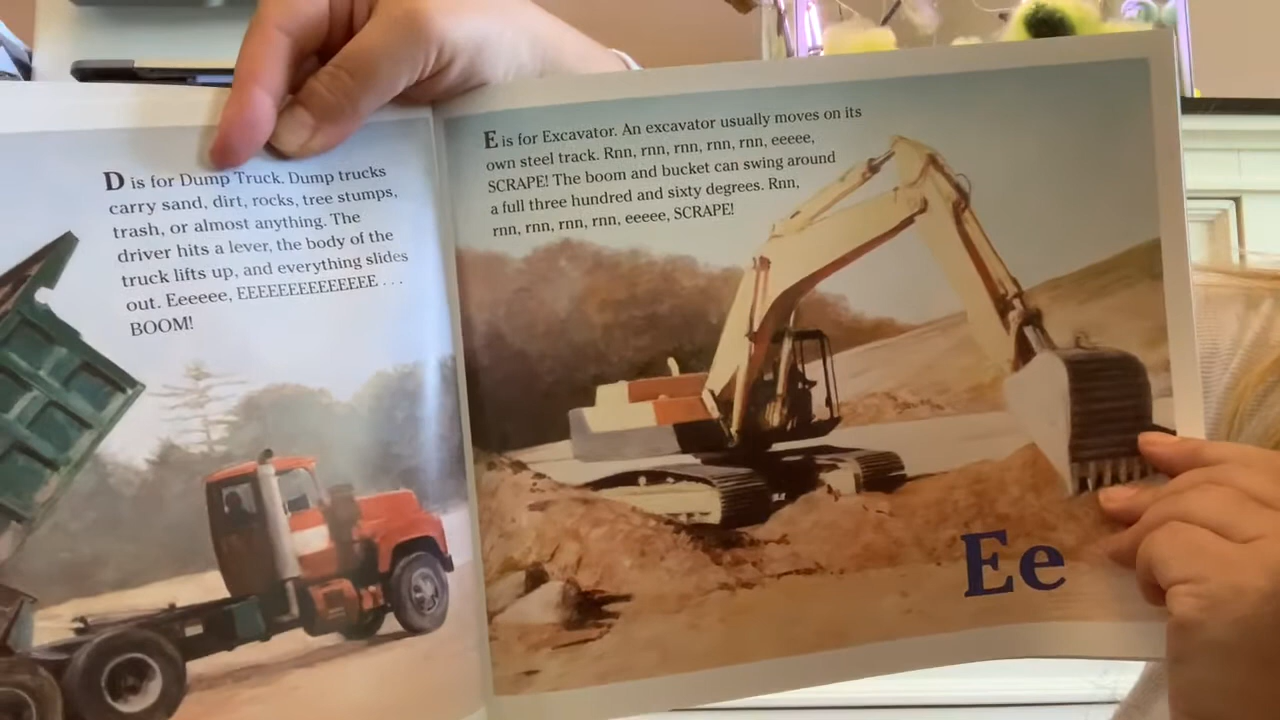 D is for Dump Truck. Dump trucks
carry sand, dirt, rocks, tree stumps,
trash, or almost anything. The
driver hits a lever, the body of the
truck lifts up, and everything slides
out. Eeeeee, EEEEEEEEEEEEEE . . .
BOOM!
E is for Excavator. An excavator usually moves on its
own steel track. Rnn, rnn, rnn, rnn, rnn, eeeee,
SCRAPE! The boom and bucket can swing around
a full three hundred and sixty degrees. Rnn,
rnn, rnn, rnn, rnn, eeeee, SCRAPE!
Ee